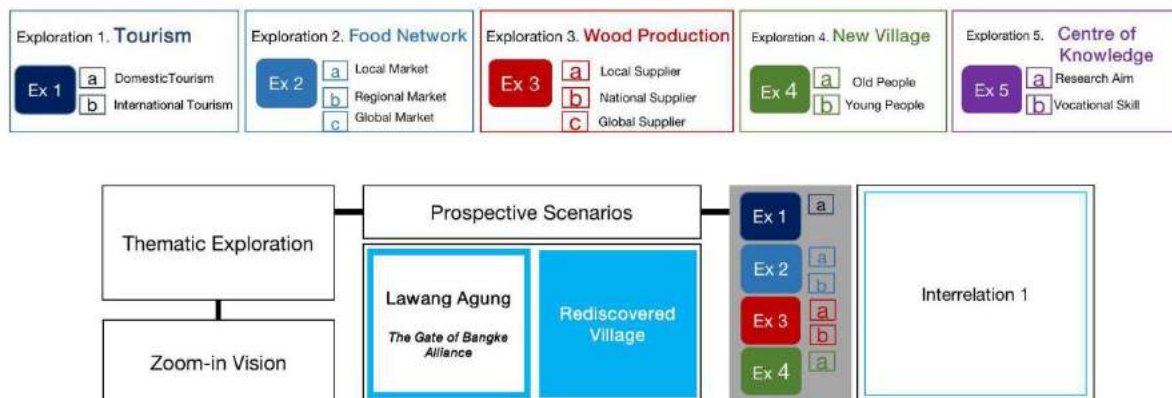 Exploration 1. Tourism
Ex 1
a
DomesticTourism
b
International Tourism
Exploration 2. Food Network
Ex 2
a
Local Market
b
Regional Market
c
Global Market
Exploration 3. Wood Production
Ex 3
a
Local Supplier
b
National Supplier
c
Global Supplier
Exploration 4. New Village
Ex 4
a
Old People
b
Young People
Exploration 5. Centre of
Knowledge
Ex 5
a
Research Aim
b
Vocational Skill
Thematic Exploration
Zoom-in Vision
Prospective Scenarios
Lawang Agung
The Gate of Bangke
Alliance
Rediscovered
Village
Ex 1
a
Ex 2
a
b
Ex 3
a
b
Ex 4
a
Interrelation 1